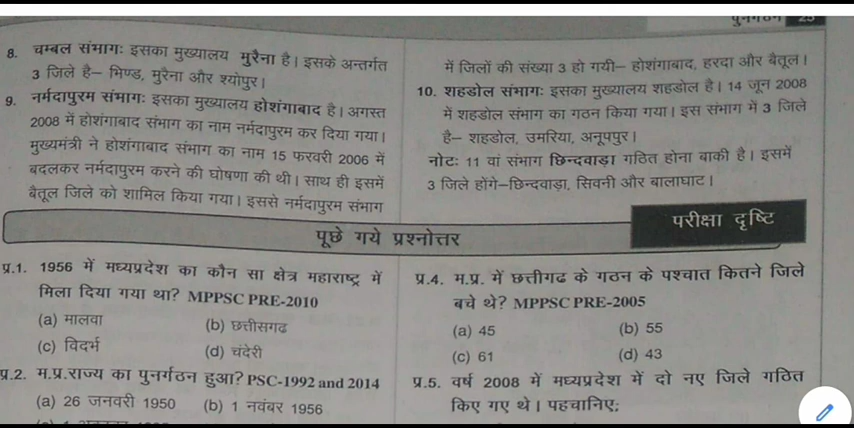 पुनर्गठन 25
8. चम्बल संभागः इसका मुख्यालय मुरैना है। इसके अन्तर्गत
3 जिले है– भिण्ड, मुरैना और श्योपुर।
9. नर्मदापुरम संभागः इसका मुख्यालय होशंगाबाद है। अगस्त
2008 में होशंगाबाद संभाग का नाम नर्मदापुरम कर दिया गया।
मुख्यमंत्री ने होशंगाबाद संभाग का नाम 15 फरवरी 2006 में
बदलकर नर्मदापुरम करने की घोषणा की थी। साथ ही इसमें
बैतूल जिले को शामिल किया गया। इससे नर्मदापुरम संभाग
में जिलों की संख्या 3 हो गयी– होशंगाबाद, हरदा और बैतूल।
10. शहडोल संभागः इसका मुख्यालय शहडोल है। 14 जून 2008
में शहडोल संभाग का गठन किया गया। इस संभाग में 3 जिले
है– शहडोल, उमरिया, अनूपपुर।
नोटः 11 वां संभाग छिन्दवाड़ा गठित होना बाकी है। इसमें
3 जिले होंगे–छिन्दवाड़ा, सिवनी और बालाघाट।
पूछे गये प्रश्नोत्तर
परीक्षा दृष्टि
प्र.1. 1956 में मध्यप्रदेश का कौन सा क्षेत्र महाराष्ट्र में
मिला दिया गया था? MPPSC PRE-2010
(a) मालवा (b) छत्तीसगढ
(c) विदर्भ (d) चंदेरी
प्र.2. म.प्र.राज्य का पुनर्गठन हुआ? PSC-1992 and 2014
(a) 26 जनवरी 1950 (b) 1 नवंबर 1956
प्र.4. म.प्र. में छत्तीगढ के गठन के पश्चात कितने जिले
बचे थे? MPPSC PRE-2005
(a) 45 (b) 55
(c) 61 (d) 43
प्र.5. वर्ष 2008 में मध्यप्रदेश में दो नए जिले गठित
किए गए थे। पहचानिए: